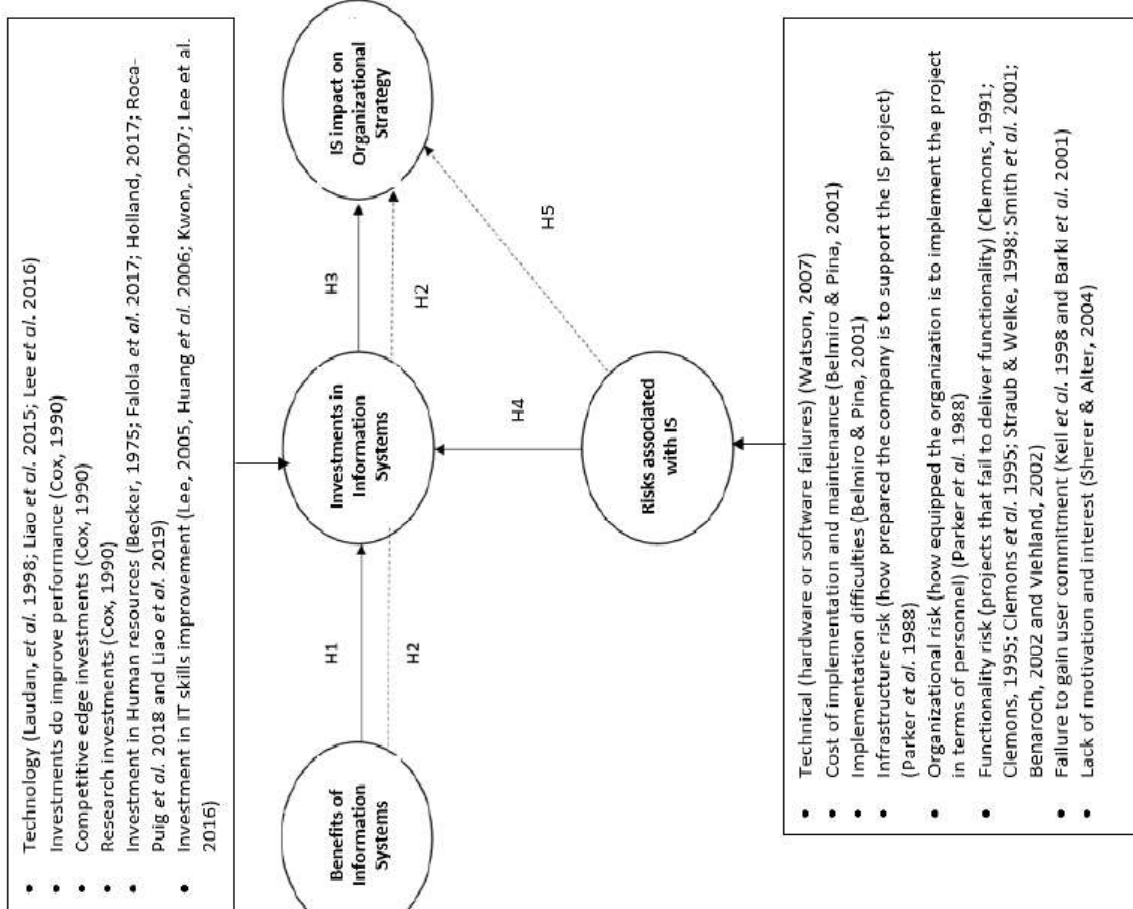 • Technology (Laudan, et al. 1998; Liao et al. 2015; Lee et al. 2016)
• Investments do improve performance (Cox, 1990)
• Competitive edge investments (Cox, 1990)
• Research investments (Cox, 1990)
• Investment in Human resources (Becker, 1975; Falola et al. 2017; Holland, 2017; Roca-
Puig et al. 2018 and Liao et al. 2019)
• Investment in IT skills improvement (Lee, 2005, Huang et al. 2006; Kwon, 2007; Lee et al.
2016)
Benefits of
Information
Systems
H1
H2
Investments in
Information
Systems
H3
H2
IS impact on
Organizational
Strategy
H4
H5
Risks associated
with IS
• Technical (hardware or software failures) (Watson, 2007)
• Cost of implementation and maintenance (Belmiro & Pina, 2001)
• Implementation difficulties (Belmiro & Pina, 2001)
• Infrastructure risk (how prepared the company is to support the IS project)
(Parker et al. 1988)
• Organizational risk (how equipped the organization is to implement the project
in terms of personnel) (Parker et al. 1988)
• Functionality risk (projects that fail to deliver functionality) (Clemons, 1991;
Clemons, 1995; Clemons et al. 1995; Straub & Welke, 1998; Smith et al. 2001;
Benaroch, 2002 and Viehland, 2002)
• Failure to gain user commitment (Keil et al. 1998 and Barki et al. 2001)
• Lack of motivation and interest (Sherer & Alter, 2004)